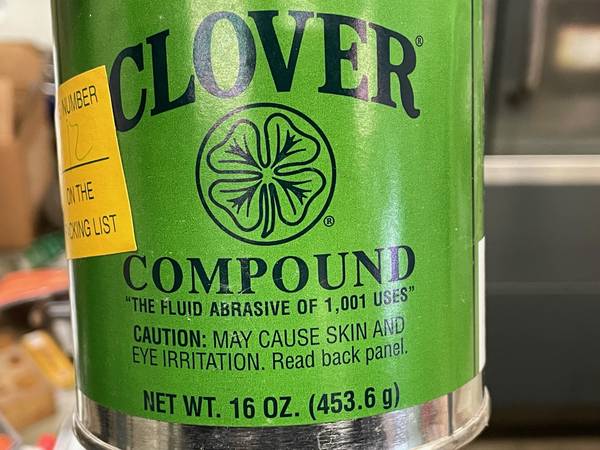 CLOVER®
®
COMPOUND
"THE FLUID ABRASIVE OF 1,001 USES"
CAUTION: MAY CAUSE SKIN AND
EYE IRRITATION. Read back panel.
NET WT. 16 OZ. (453.6 g)
NUMBER
12
ON THE
LIST